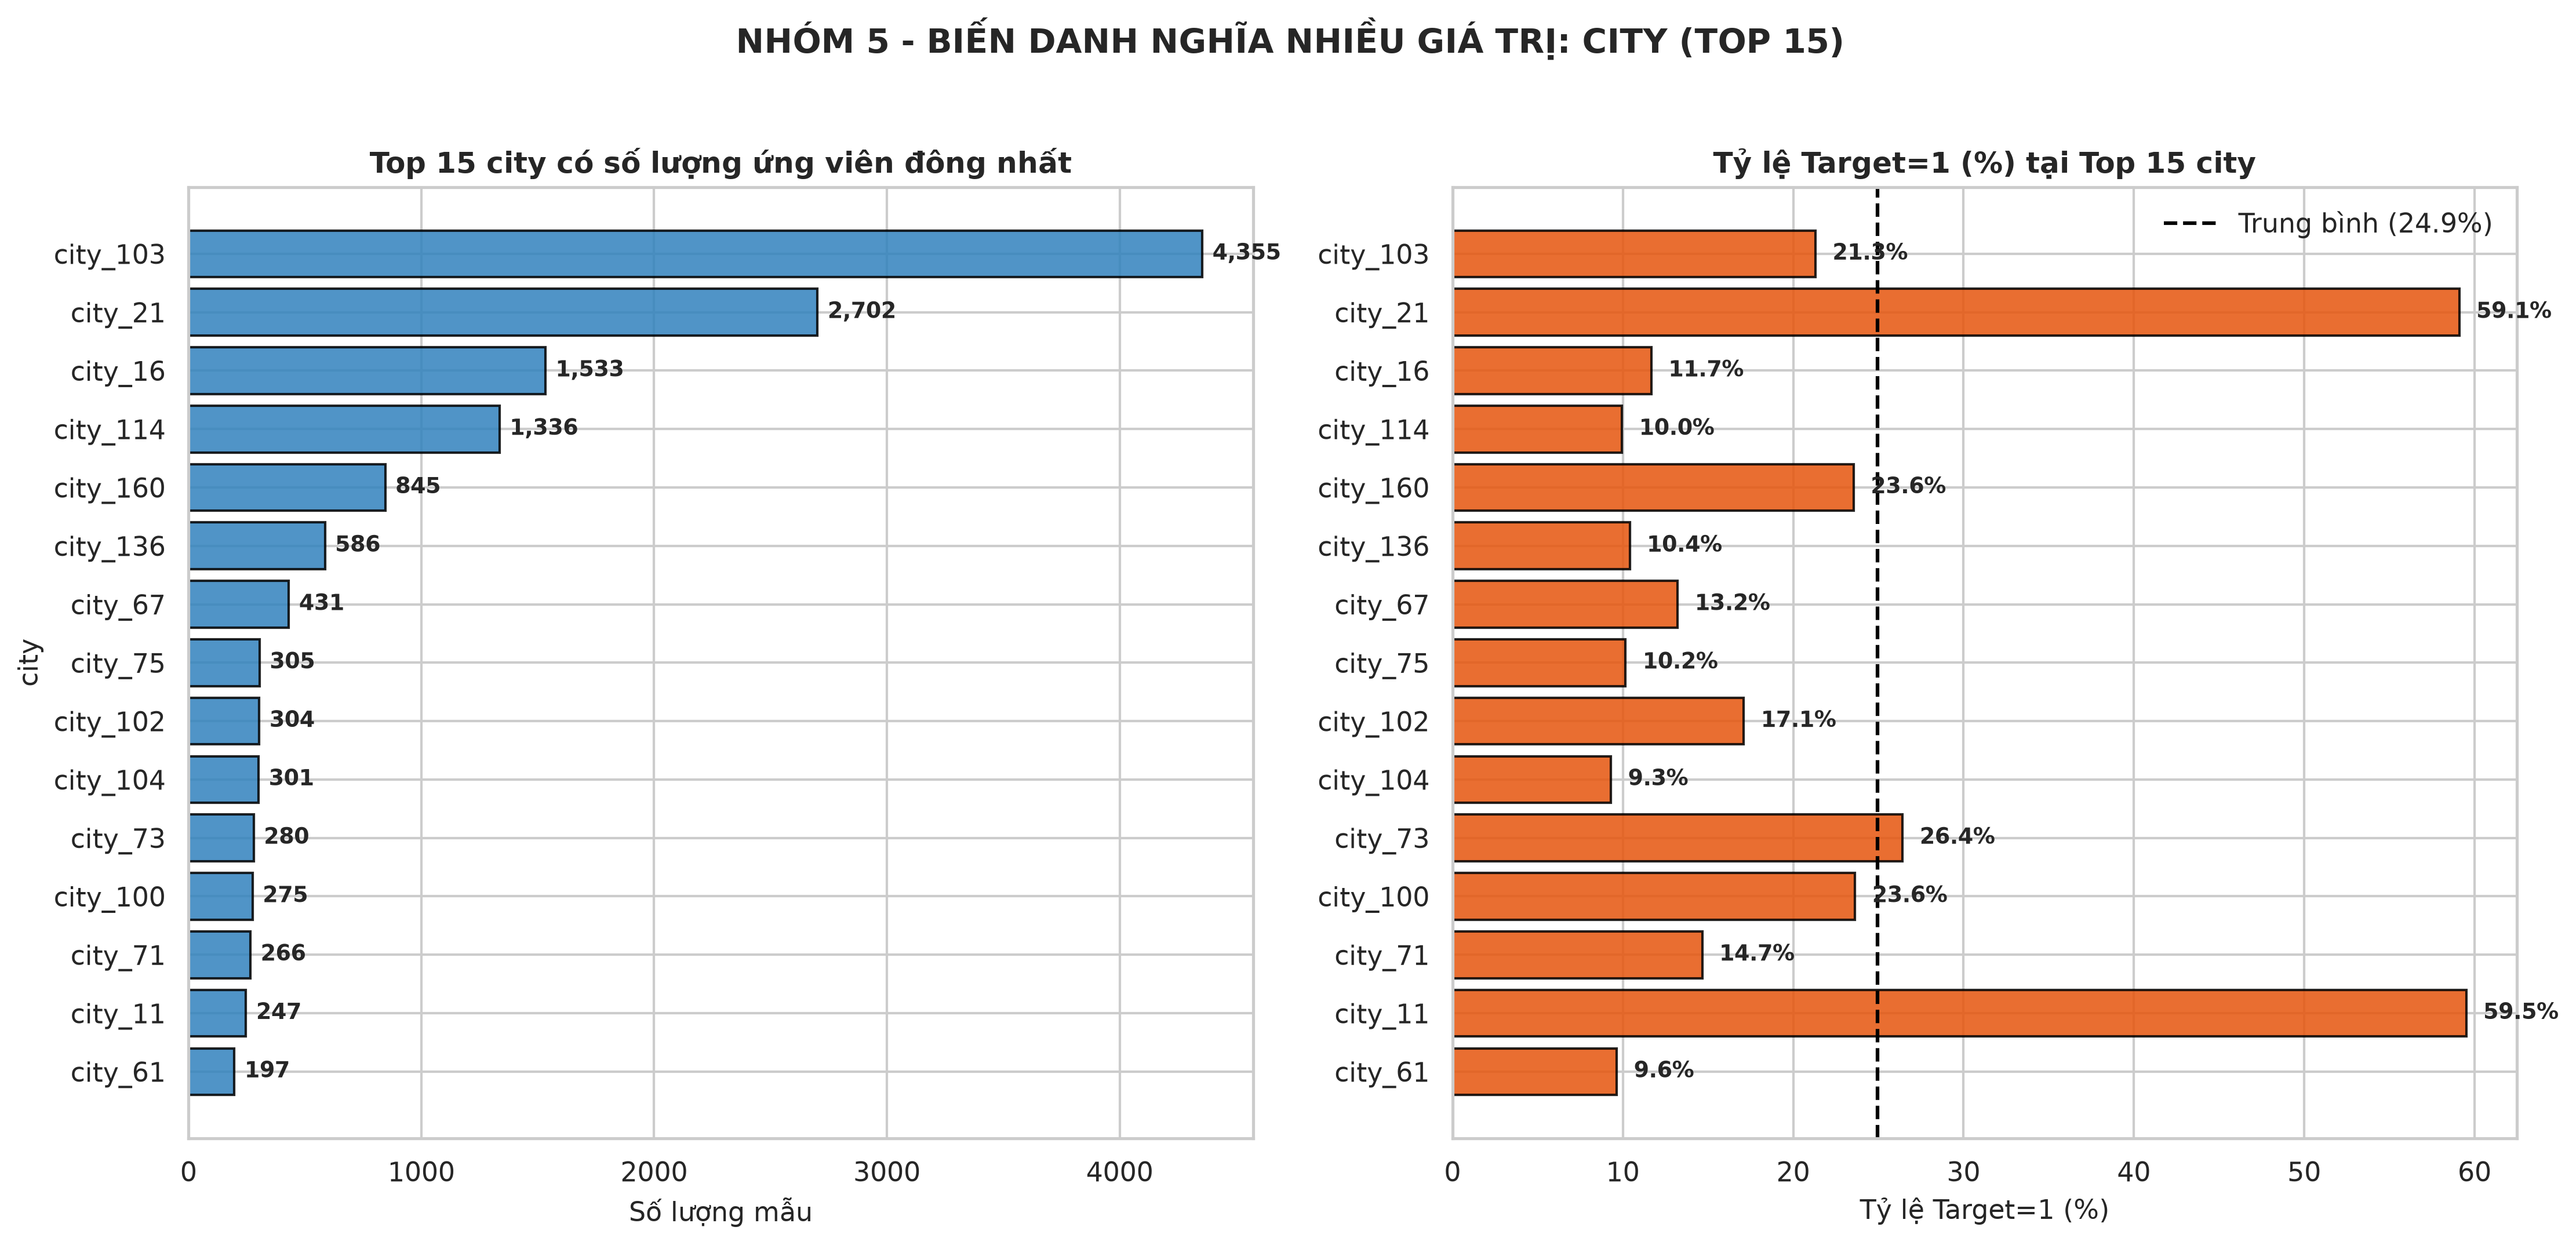 NHÓM 5 - BIẾN DANH NGHĨA NHIỀU GIÁ TRỊ: CITY (TOP 15)
Top 15 city có số lượng ứng viên đông nhất
city
city_103 4,355
city_21 2,702
city_16 1,533
city_114 1,336
city_160 845
city_136 586
city_67 431
city_75 305
city_102 304
city_104 301
city_73 280
city_100 275
city_71 266
city_11 247
city_61 197
0 1000 2000 3000 4000
Số lượng mẫu
Tỷ lệ Target=1 (%) tại Top 15 city
Trung bình (24.9%)
city_103 21.3%
city_21 59.1%
city_16 11.7%
city_114 10.0%
city_160 23.6%
city_136 10.4%
city_67 13.2%
city_75 10.2%
city_102 17.1%
city_104 9.3%
city_73 26.4%
city_100 23.6%
city_71 14.7%
city_11 59.5%
city_61 9.6%
0 10 20 30 40 50 60
Tỷ lệ Target=1 (%)